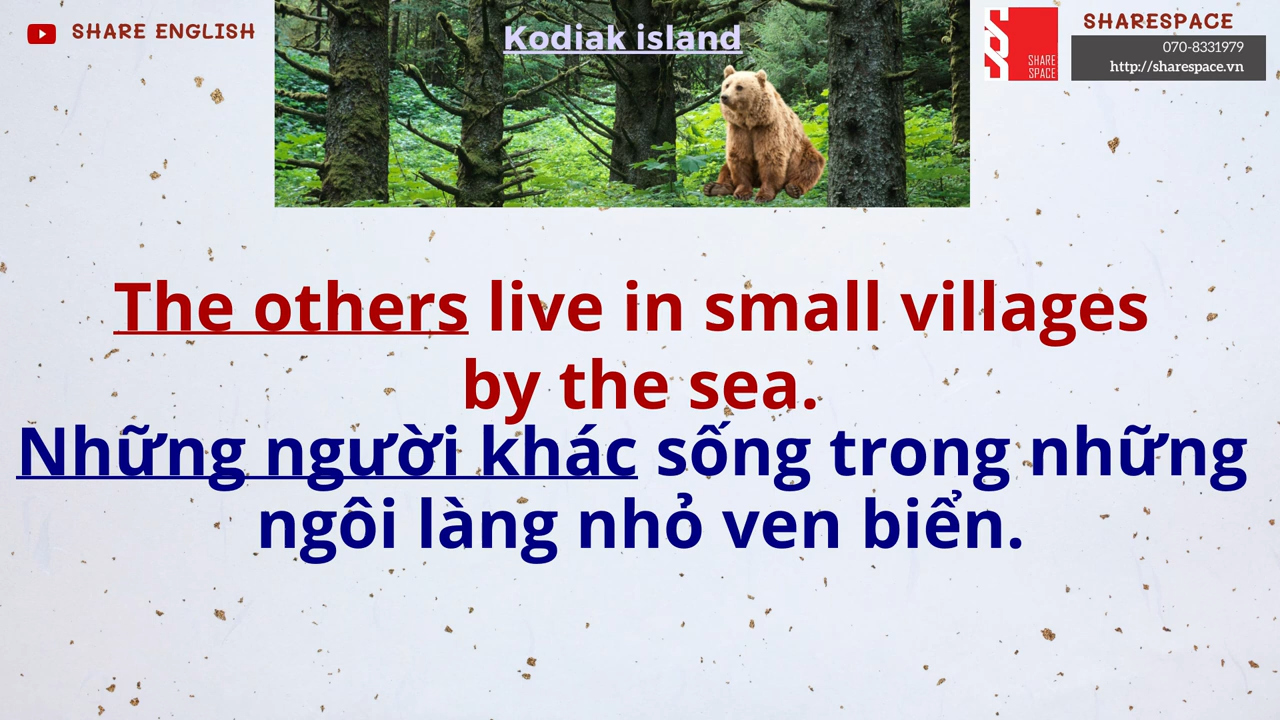 SHARE ENGLISH
Kodiak island
SHARE
SPACE
SHARESPACE
070-8331979
http://sharespace.vn
The others live in small villages
by the sea.
Những người khác sống trong những
ngôi làng nhỏ ven biển.